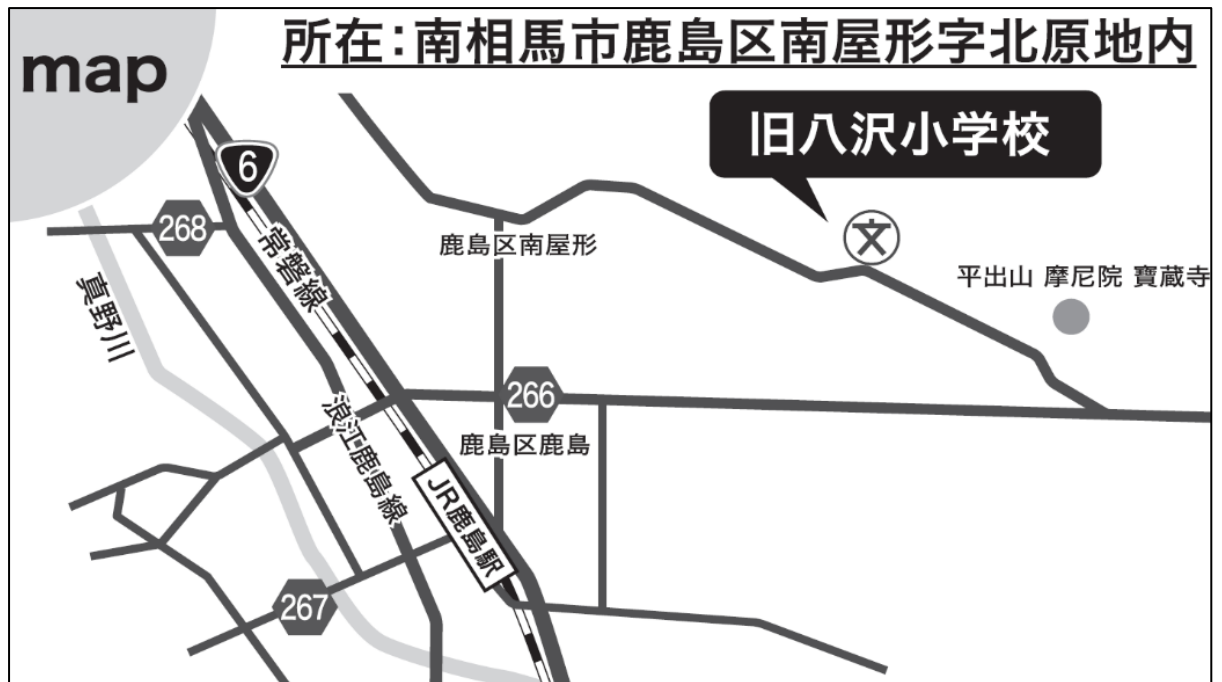 map
所在：南相馬市鹿島区南屋形字北原地内
旧八沢小学校
6
268
常磐線
鹿島区南屋形
文
平出山 摩尼院 寶蔵寺
真野川
266
浪江鹿島線
鹿島区鹿島
JR鹿島駅
267